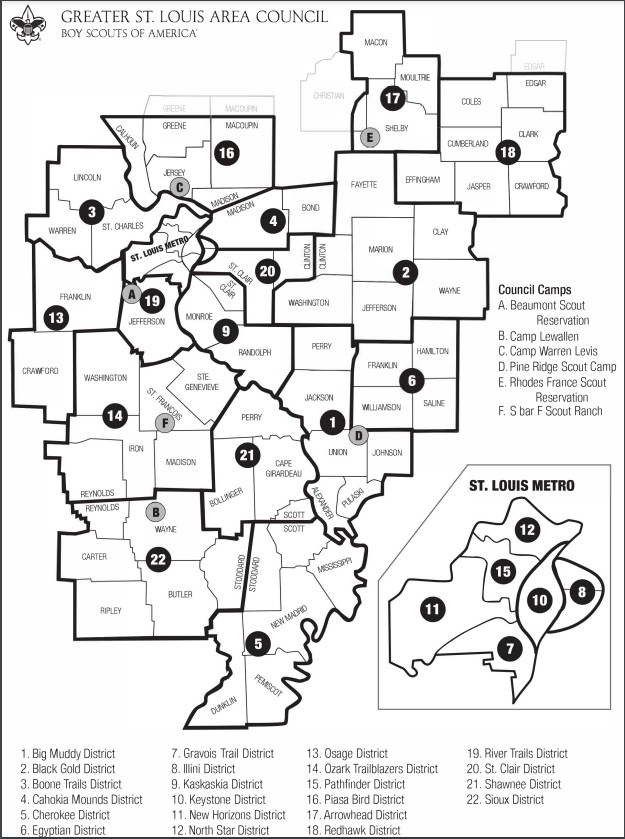 GREATER ST. LOUIS AREA COUNCIL
BOY SCOUTS OF AMERICA®
MACON
MOULTRIE
CHRISTIAN
17
SHELBY
E
EDGAR
EDGAR
COLES
CLARK
CUMBERLAND
18
EFFINGHAM
JASPER
CRAWFORD
GREENE
MACOUPIN
GREENE
MACOUPIN
CALHOUN
16
JERSEY
C
LINCOLN
3
WARREN
ST. CHARLES
MADISON
MADISON
4
BOND
FAYETTE
CLAY
ST. LOUIS METRO
ST. CLAIR
ST. CLAIR
20
CLINTON
CLINTON
MARION
2
WAYNE
WASHINGTON
JEFFERSON
FRANKLIN
13
A
19
JEFFERSON
MONROE
9
RANDOLPH
PERRY
FRANKLIN
HAMILTON
6
WILLIAMSON
SALINE
CRAWFORD
WASHINGTON
14
ST. FRANCOIS
STE.
GENEVIEVE
F
JACKSON
1
D
UNION
JOHNSON
PERRY
IRON
MADISON
REYNOLDS
21
CAPE
GIRARDEAU
BOLLINGER
ALEXANDER
PULASKI
SCOTT
SCOTT
REYNOLDS
B
WAYNE
CARTER
22
BUTLER
RIPLEY
STODDARD
STODDARD
MISSISSIPPI
NEW MADRID
5
DUNKLIN
PEMISCOT
Council Camps
A. Beaumont Scout
Reservation
B. Camp Lewallen
C. Camp Warren Levis
D. Pine Ridge Scout Camp
E. Rhodes France Scout
Reservation
F. S bar F Scout Ranch
ST. LOUIS METRO
12
15
11
10
8
7
1. Big Muddy District
2. Black Gold District
3. Boone Trails District
4. Cahokia Mounds District
5. Cherokee District
6. Egyptian District
7. Gravois Trail District
8. Illini District
9. Kaskaskia District
10. Keystone District
11. New Horizons District
12. North Star District
13. Osage District
14. Ozark Trailblazers District
15. Pathfinder District
16. Piasa Bird District
17. Arrowhead District
18. Redhawk District
19. River Trails District
20. St. Clair District
21. Shawnee District
22. Sioux District